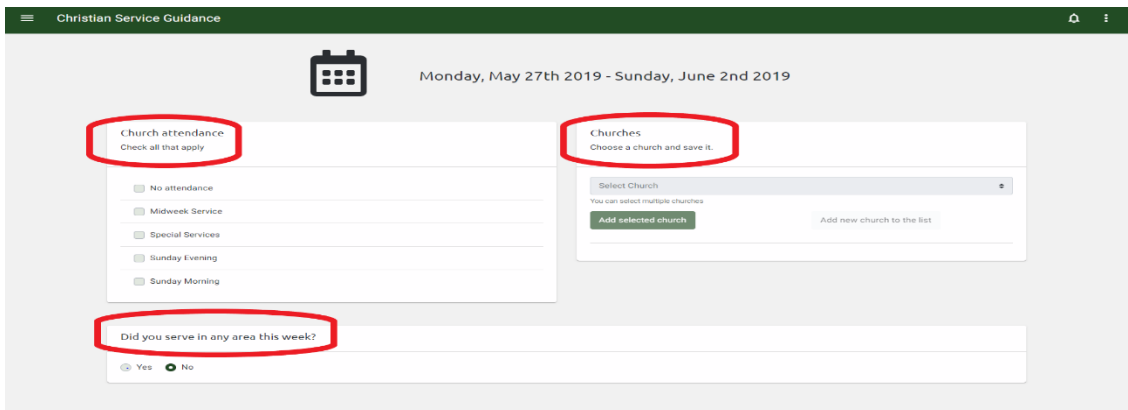 Christian Service Guidance
Monday, May 27th 2019 - Sunday, June 2nd 2019
Church attendance
Check all that apply
No attendance
Midweek Service
Special Services
Sunday Evening
Sunday Morning
Churches
Choose a church and save it.
Select Church
You can select multiple churches
Add selected church
Add new church to the list
Did you serve in any area this week?
Yes No